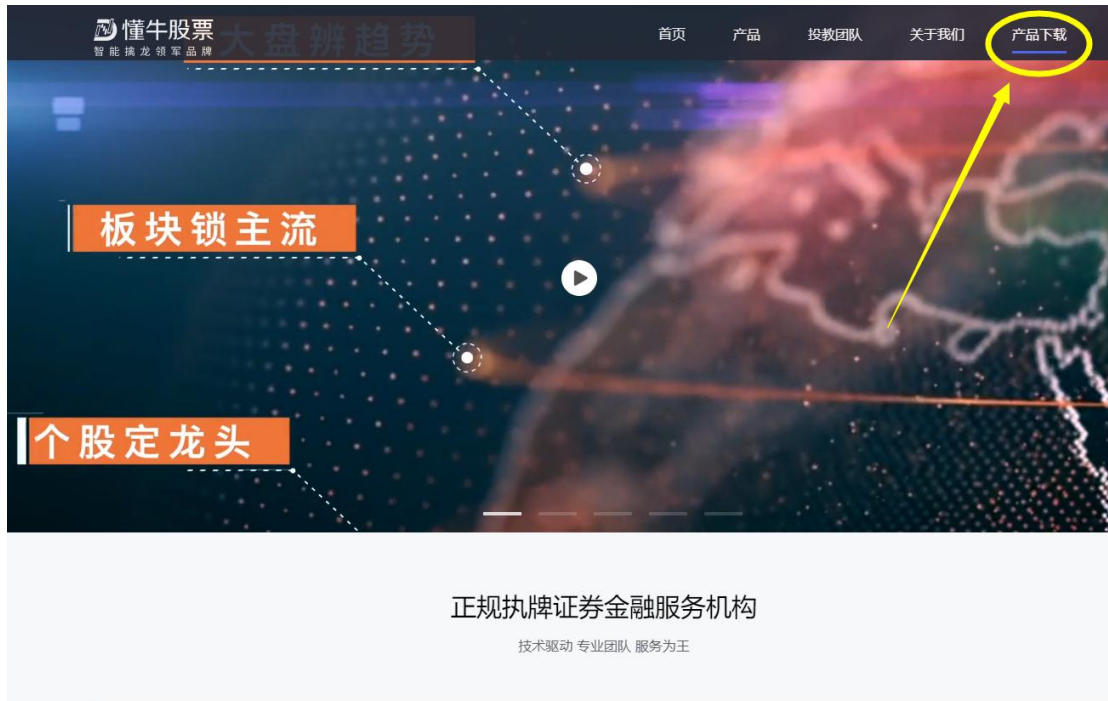 懂牛股票
智能擒龙领军品牌
首页
产品
投教团队
关于我们
产品下载
大盘辨趋势
板块锁主流
个股定龙头
正规执牌证券金融服务机构
技术驱动 专业团队 服务为王